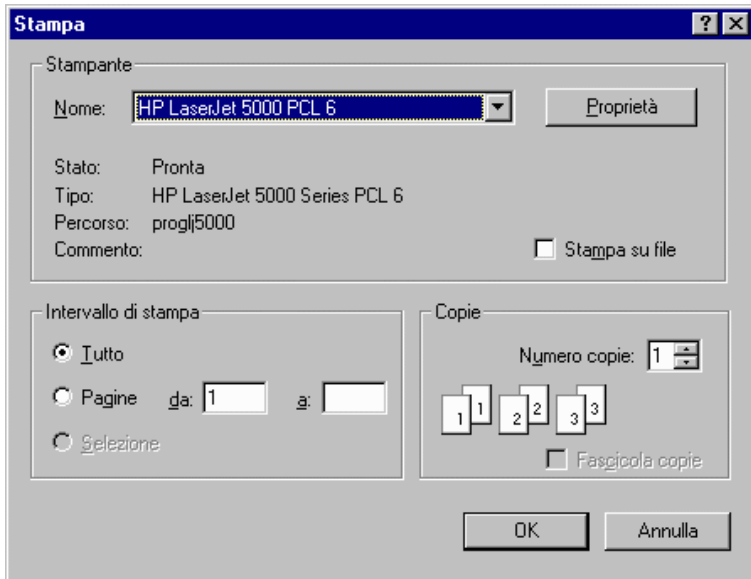 Stampa
Stampante
Nome: HP LaserJet 5000 PCL 6 Proprietà
Stato: Pronta
Tipo: HP LaserJet 5000 Series PCL 6
Percorso: proglj5000
Commento: Stampa su file
Intervallo di stampa
Tutto
Pagine da: 1 a:
Selezione
Copie
Numero copie: 1
1 1 2 2 3 3
Fascicola copie
OK Annulla